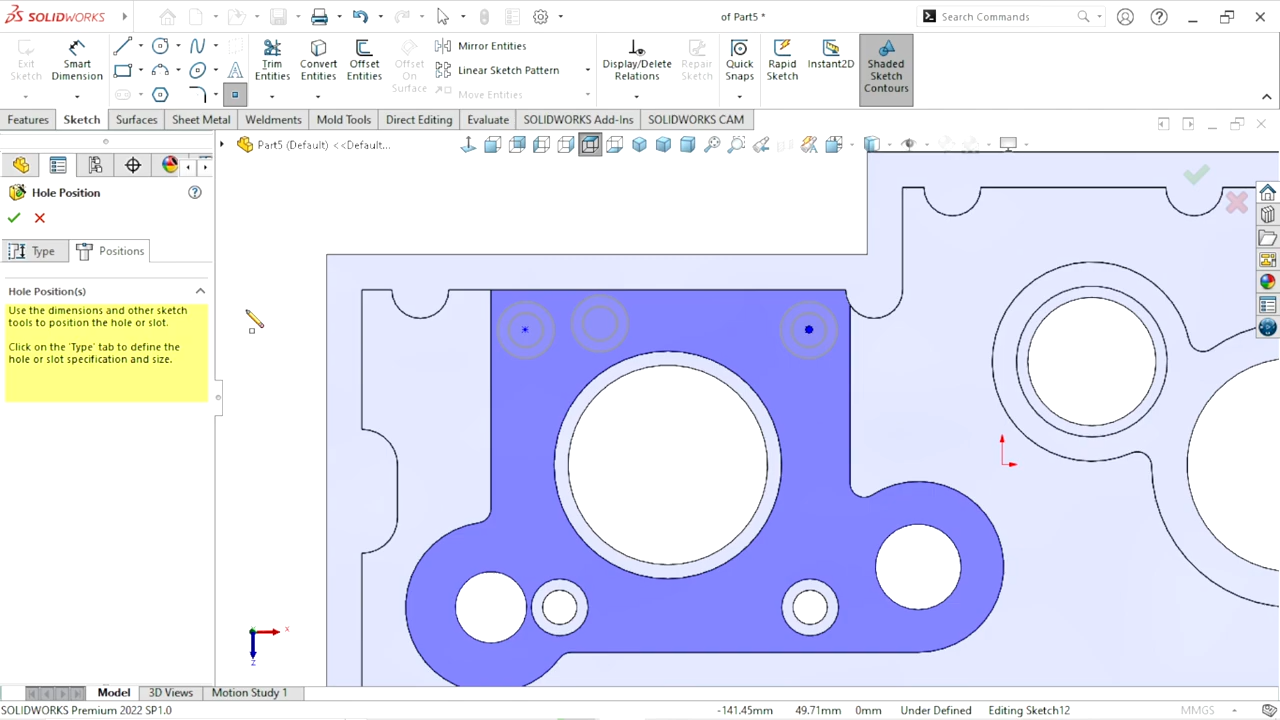 SOLIDWORKS
of Part5 *
Search Commands
Exit
Sketch
Smart
Dimension
Trim
Entities
Convert
Entities
Offset
Entities
Offset
On
Surface
Mirror Entities
Linear Sketch Pattern
Move Entities
Display/Delete
Relations
Repair
Sketch
Quick
Snaps
Rapid
Sketch
Instant2D
Shaded
Sketch
Contours
Features
Sketch
Surfaces
Sheet Metal
Weldments
Mold Tools
Direct Editing
Evaluate
SOLIDWORKS Add-Ins
SOLIDWORKS CAM
Part5 (Default) <<Default...
Hole Position
Type
Positions
Hole Position(s)
Use the dimensions and other sketch
tools to position the hole or slot.
Click on the 'Type' tab to define the
hole or slot specification and size.
X
Z
Model
3D Views
Motion Study 1
SOLIDWORKS Premium 2022 SP1.0
-141.45mm
49.71mm
0mm
Under Defined
Editing Sketch12
MMGS